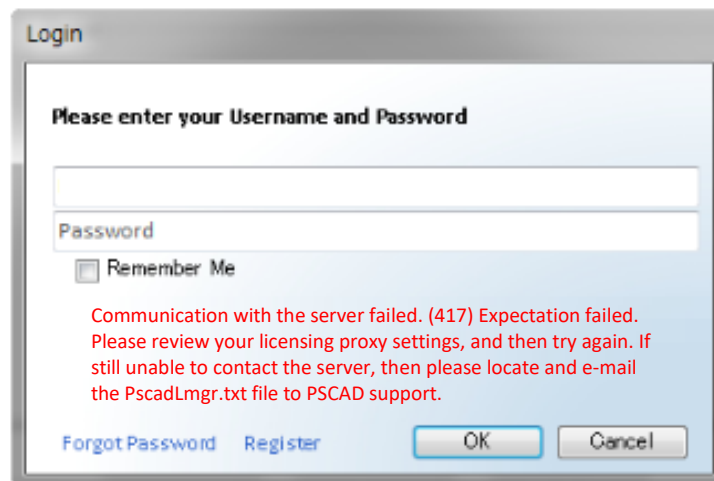 Login
Please enter your Username and Password
Password
Remember Me
Communication with the server failed. (417) Expectation failed.
Please review your licensing proxy settings, and then try again. If
still unable to contact the server, then please locate and e-mail
the PscadLmgr.txt file to PSCAD support.
Forgot Password Register OK Cancel